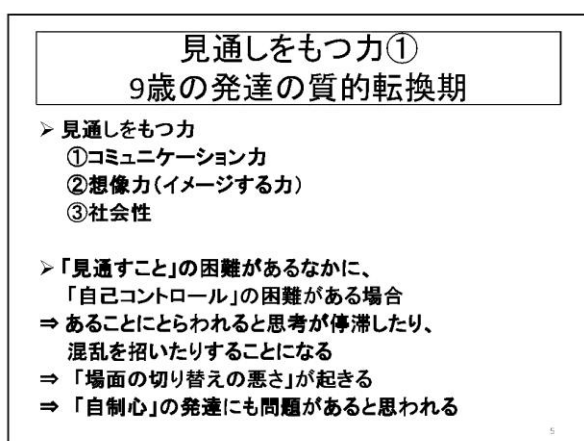 見通しをもつ力①
9歳の発達の質的転換期
➢ 見通しをもつ力
①コミュニケーション力
②想像力(イメージする力)
③社会性
➢「見通すこと」の困難があるなかに、
「自己コントロール」の困難がある場合
⇒ あることにとらわれると思考が停滞したり、
混乱を招いたりすることになる
⇒ 「場面の切り替えの悪さ」が起きる
⇒ 「自制心」の発達にも問題があると思われる
5